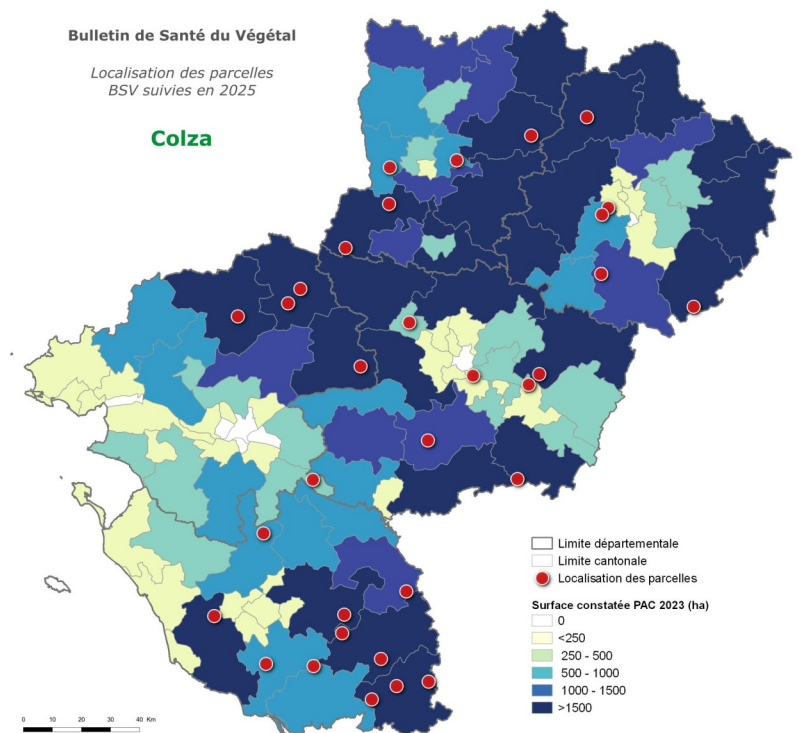 Bulletin de Santé du Végétal
Localisation des parcelles
BSV suivies en 2025
Colza
Limite départementale
Limite cantonale
Localisation des parcelles
Surface constatée PAC 2023 (ha)
0
<250
250 - 500
500 - 1000
1000 - 1500
>1500
0 10 20 30 40 Km